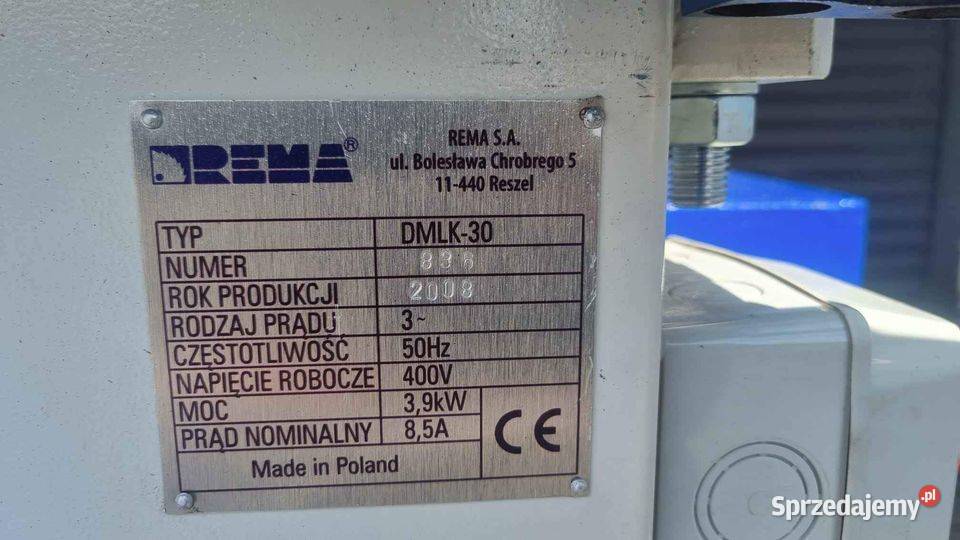 REMA®
REMA S.A.
ul. Bolesława Chrobrego 5
11-440 Reszel
TYP DMLK-30
NUMER 838
ROK PRODUKCJI 2008
RODZAJ PRĄDU 3~
CZĘSTOTLIWOŚĆ 50Hz
NAPIĘCIE ROBOCZE 400V
MOC 3,9kW
PRĄD NOMINALNY 8,5A
CE
Made in Poland
Sprzedajemy.pl